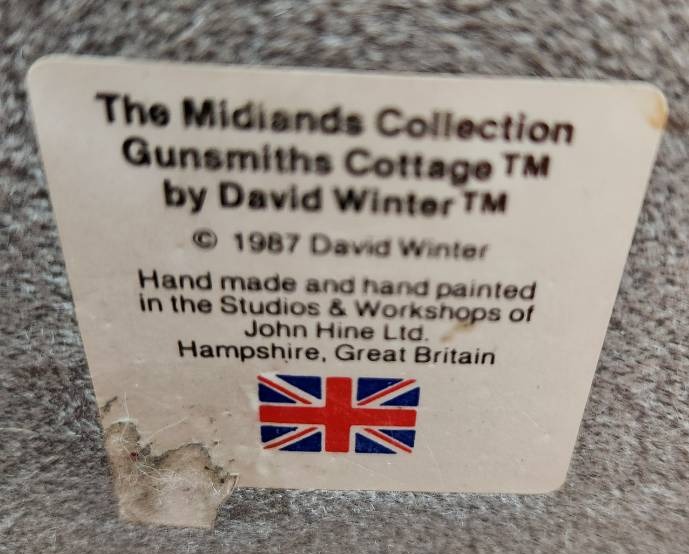 The Midlands Collection
Gunsmiths Cottage TM
by David Winter TM
© 1987 David Winter
Hand made and hand painted
in the Studios & Workshops of
John Hine Ltd.
Hampshire, Great Britain